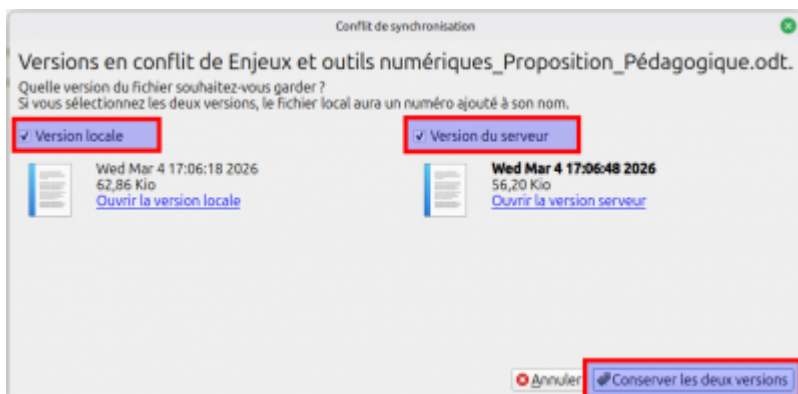 Conflit de synchronisation
Versions en conflit de Enjeux et outils numériques_Proposition_Pédagogique.odt.
Quelle version du fichier souhaitez-vous garder ?
Si vous sélectionnez les deux versions, le fichier local aura un numéro ajouté à son nom.
Version locale
Version du serveur
Wed Mar 4 17:06:18 2026
62,86 Kio
Ouvrir la version locale
Wed Mar 4 17:06:48 2026
56,20 Kio
Ouvrir la version serveur
Annuler
Conserver les deux versions